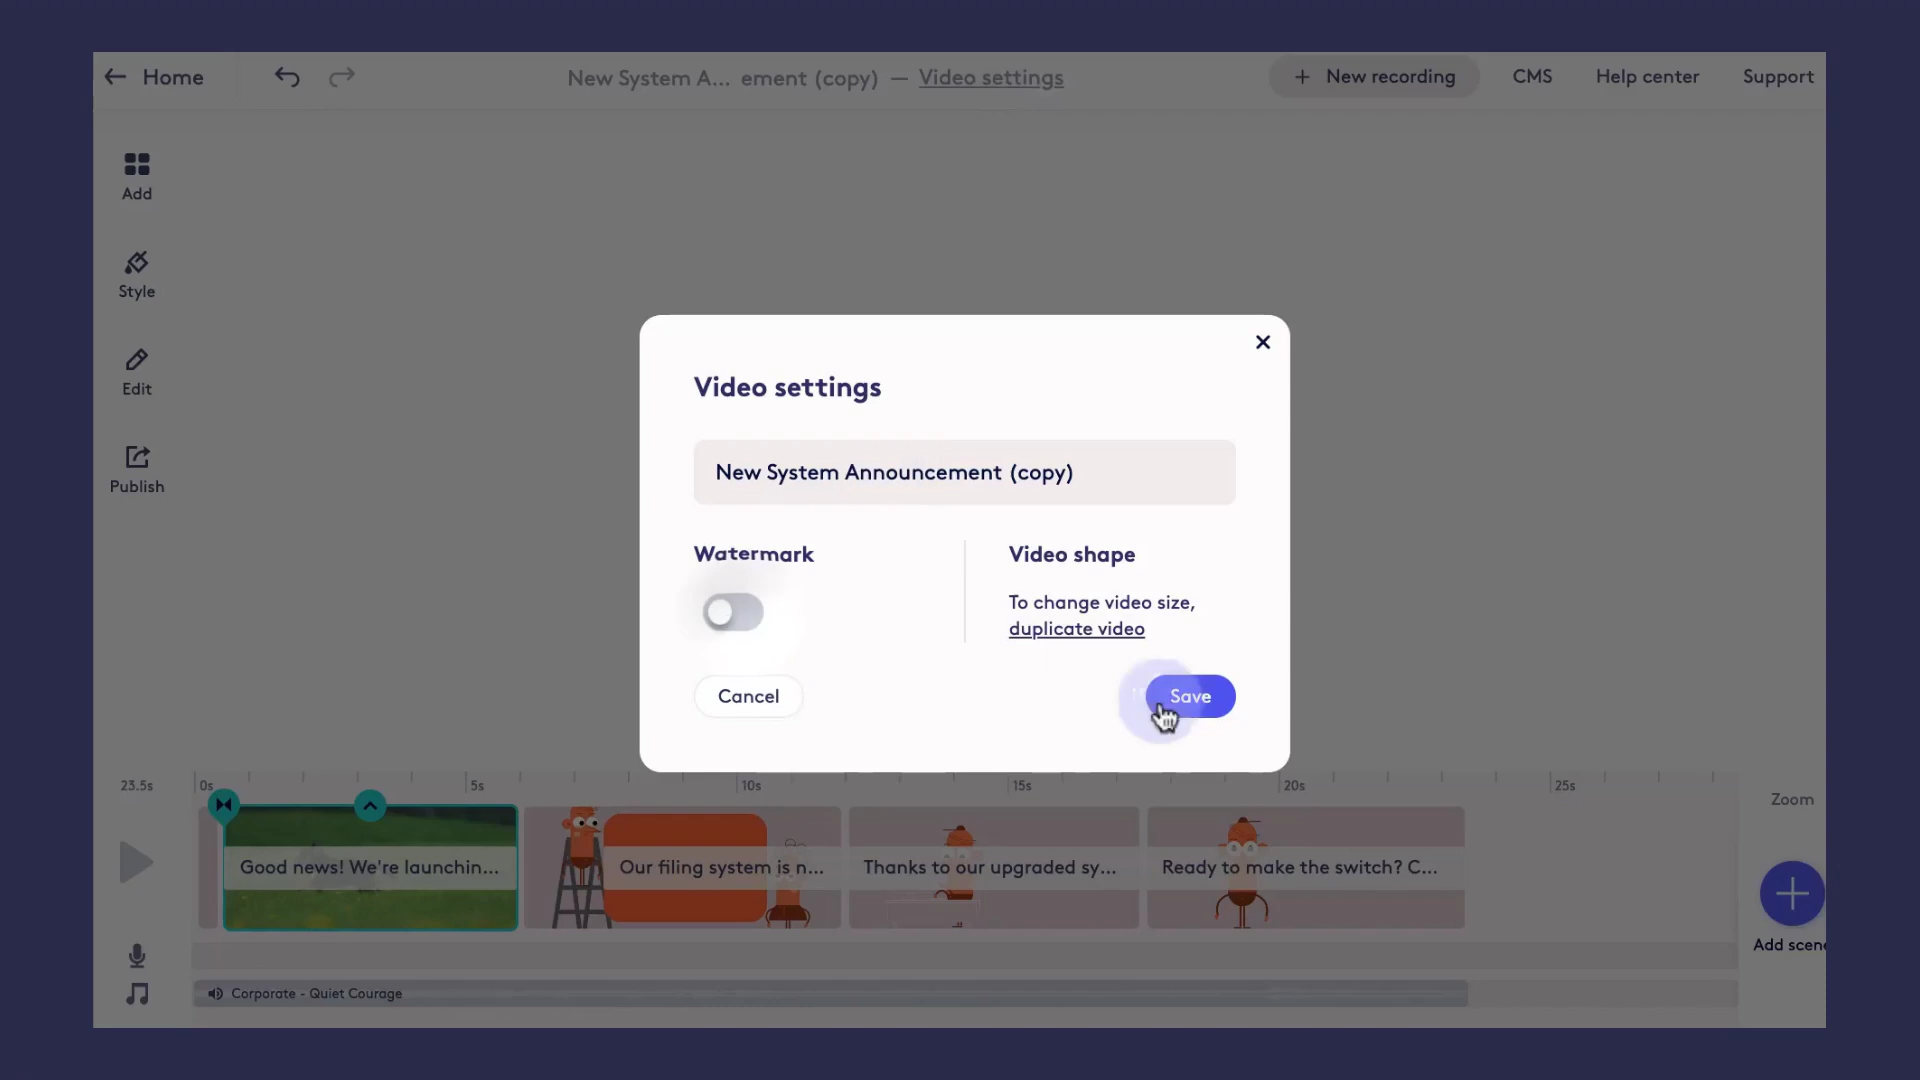 Home
New System A... ement (copy) — Video settings
+ New recording
CMS
Help center
Support
Add
Style
Edit
Publish
Video settings
New System Announcement (copy)
Watermark
Video shape
To change video size,
duplicate video
Cancel
Save
23.5s
0s
5s
10s
15s
20s
25s
Zoom
Good news! We're launchin...
Our filing system is n...
Thanks to our upgraded sy...
Ready to make the switch? C...
Add scene
Corporate - Quiet Courage